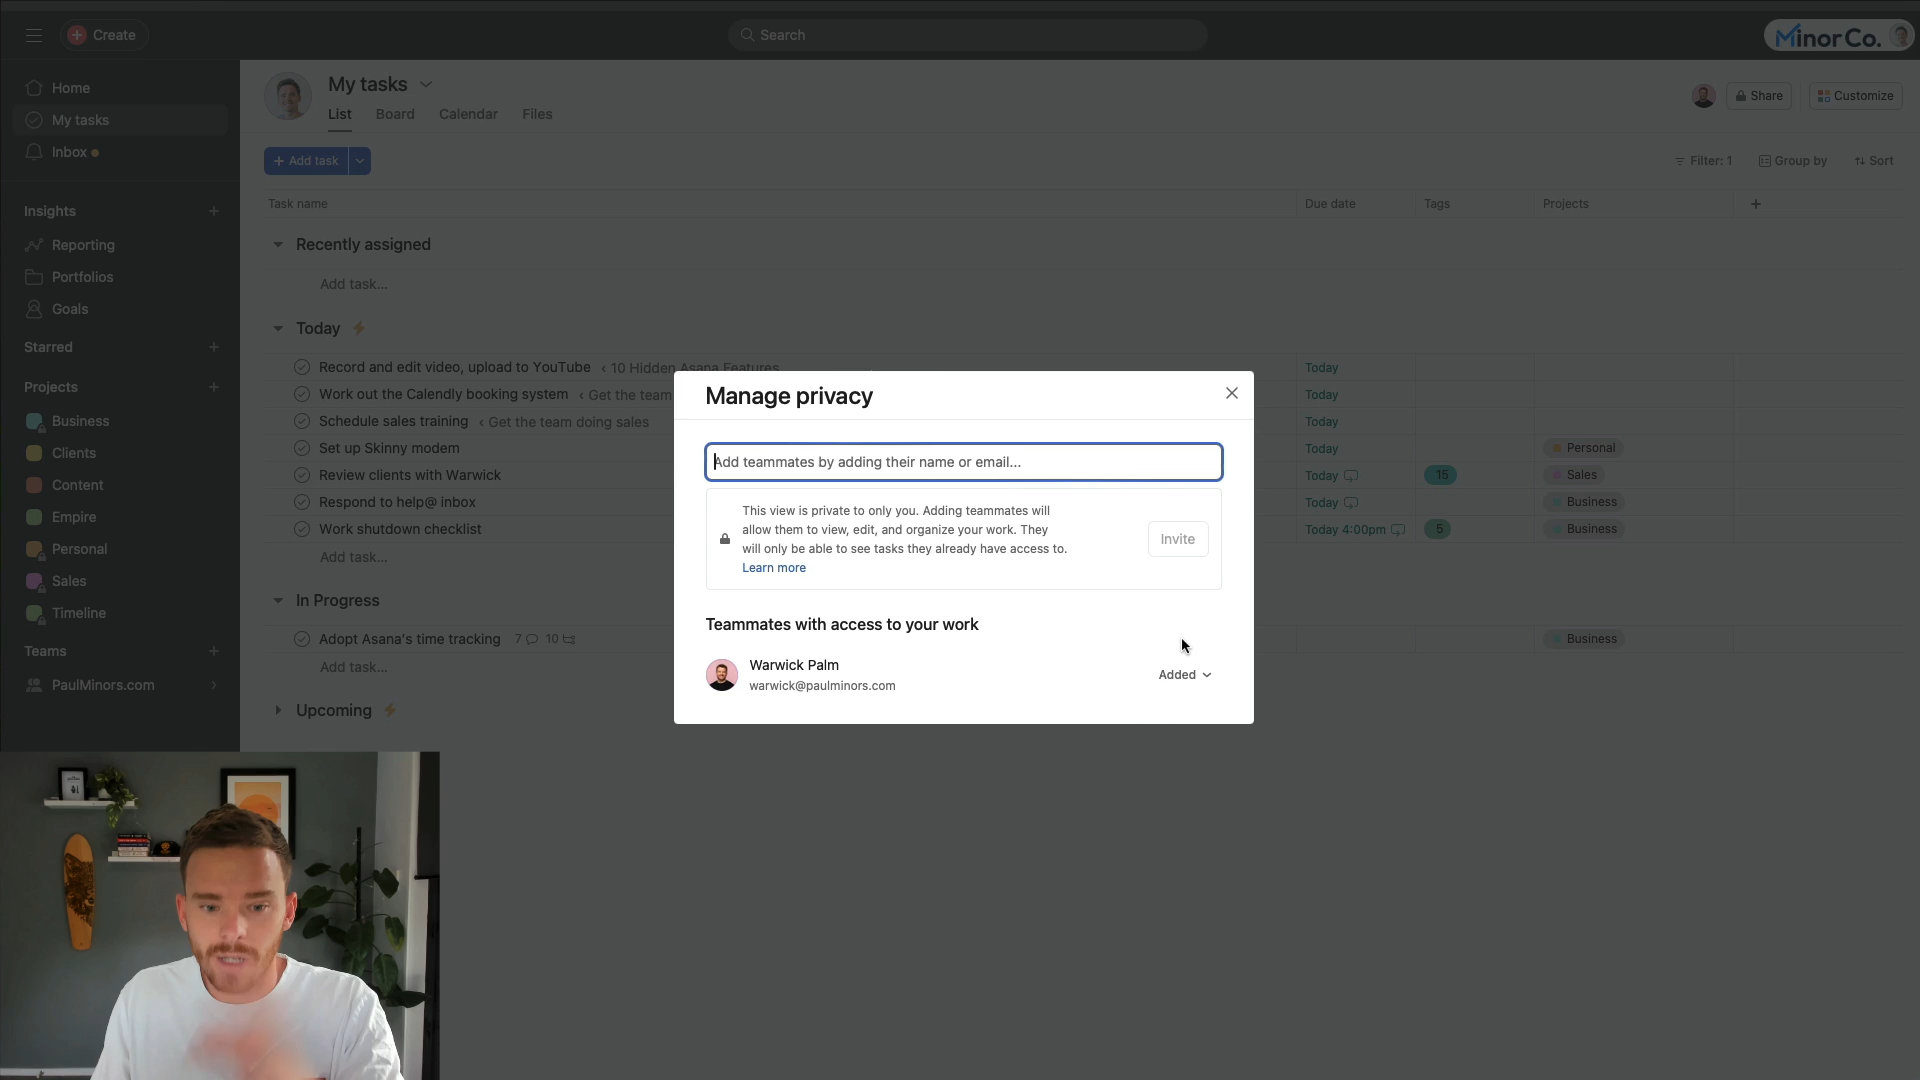 Create
Search
Minor Co.
Home
My tasks
Inbox
Insights
Reporting
Portfolios
Goals
Starred
Projects
Business
Clients
Content
Empire
Personal
Sales
Timeline
Teams
PaulMinors.com
My tasks
List Board Calendar Files
Share
Customize
Add task
Filter: 1 Group by Sort
Task name Due date Tags Projects
Recently assigned
Add task...
Today
Record and edit video, upload to YouTube ‹ 10 Hidden Asana Features Today
Work out the Calendly booking system ‹ Get the team Today
Schedule sales training ‹ Get the team doing sales Today
Set up Skinny modem Today Personal
Review clients with Warwick Today 15 Sales
Respond to help@ inbox Today Business
Work shutdown checklist Today 4:00pm 5 Business
Add task...
In Progress
Adopt Asana's time tracking 7 10 Business
Add task...
Upcoming
Manage privacy
Add teammates by adding their name or email...
This view is private to only you. Adding teammates will
allow them to view, edit, and organize your work. They
will only be able to see tasks they already have access to.
Learn more
Invite
Teammates with access to your work
Warwick Palm
warwick@paulminors.com
Added